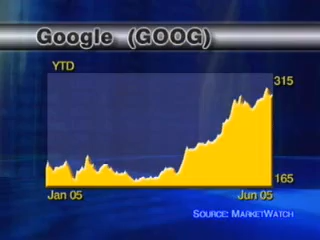 Google (GOOG)
YTD
315
165
Jan 05
Jun 05
SOURCE: MARKETWATCH